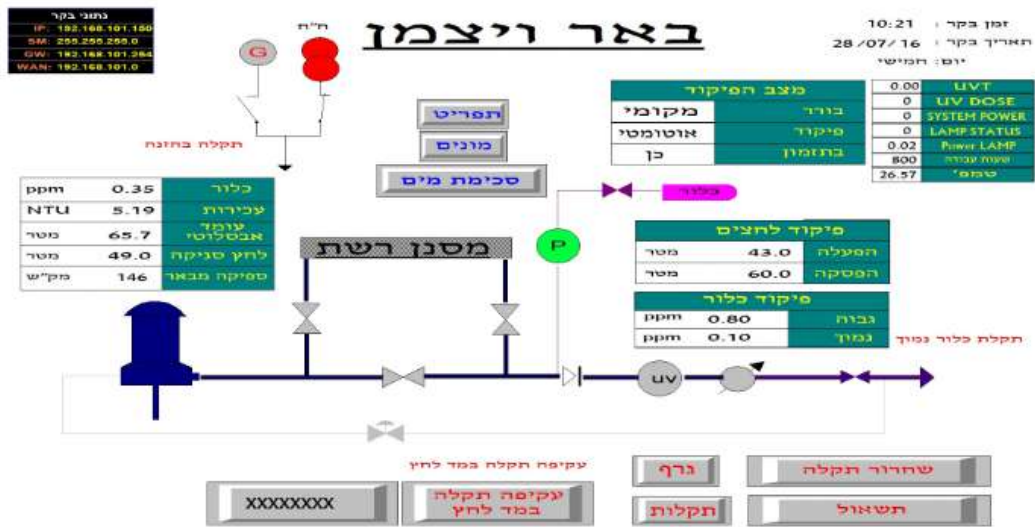 באר ויצמן
נתוני בקר
IP: 192.168.101.150
SM: 255.255.255.0
GW: 192.168.101.254
WAN: 192.168.101.0
ח״ח
G
תקלה בהזנה
זמן בקר : 10:21
תאריך בקר : 28/07/16
יום: חמישי
תפריט
מונים
סכימת מים
מצב הפיקוד
בורר מקומי
פיקוד אוטומטי
בתזמון כן
UVT 0.00
UV DOSE 0
SYSTEM POWER 0
LAMP STATUS 0
Power LAMP 0.02
שעות עבודה 800
טמפ' 26.57
כלור 0.35 ppm
עכירות 5.19 NTU
עומד אבסלוטי 65.7 מטר
לחץ סניקה 49.0 מטר
ספיקה מבאר 146 מק״ש
מסנן רשת
P
כלור
פיקוד לחצים
הפעלה 43.0 מטר
הפסקה 60.0 מטר
פיקוד כלור
גבוה 0.80 ppm
נמוך 0.10 ppm
תקלת כלור נמוך
uv
עקיפה תקלה במד לחץ
XXXXXXXX
עקיפה תקלה
במד לחץ
גרף
תקלות
שחרור תקלה
תשאול